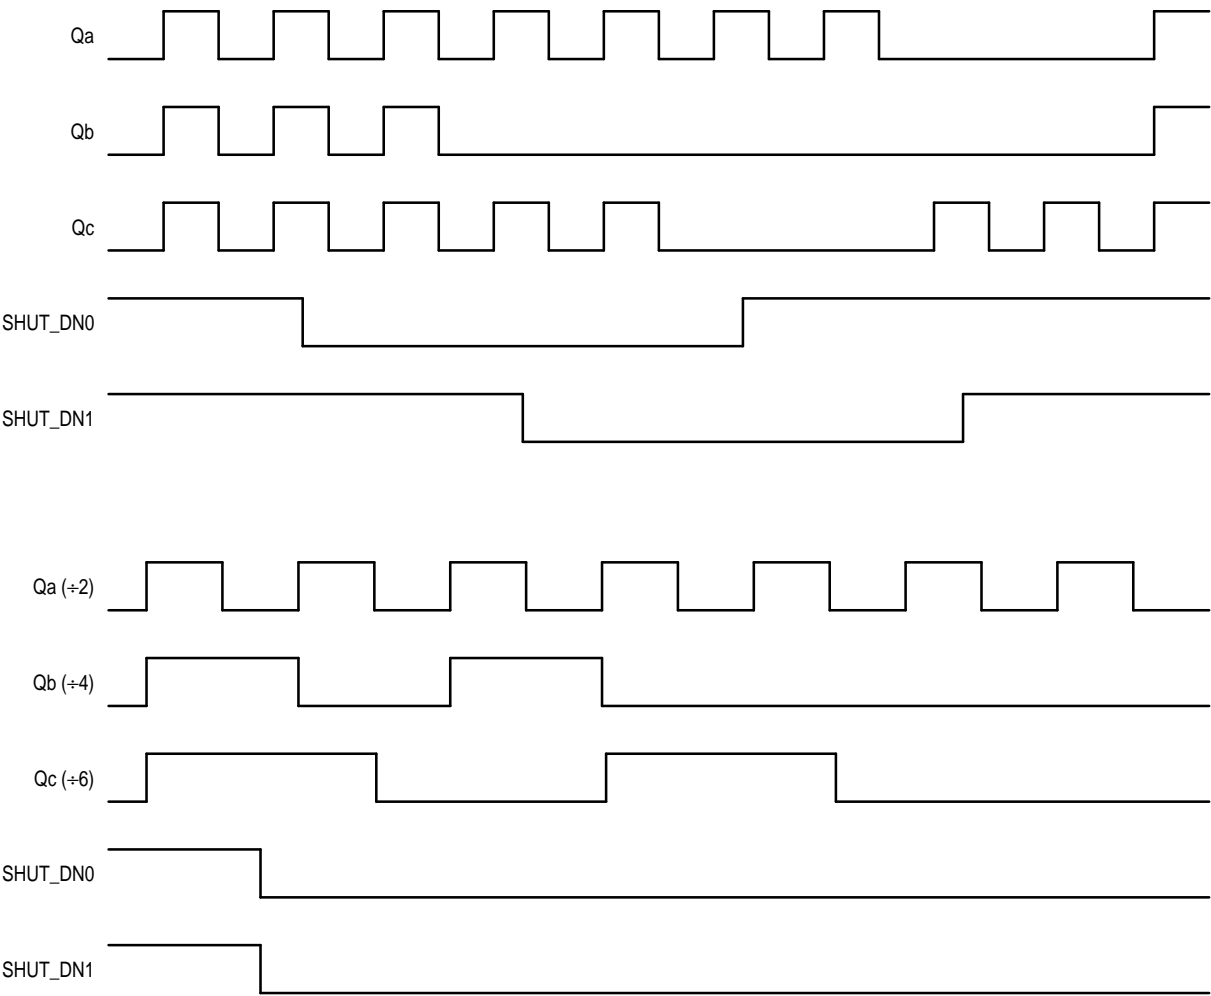 Qa
Qb
Qc
SHUT_DN0
SHUT_DN1
Qa (÷2)
Qb (÷4)
Qc (÷6)
SHUT_DN0
SHUT_DN1